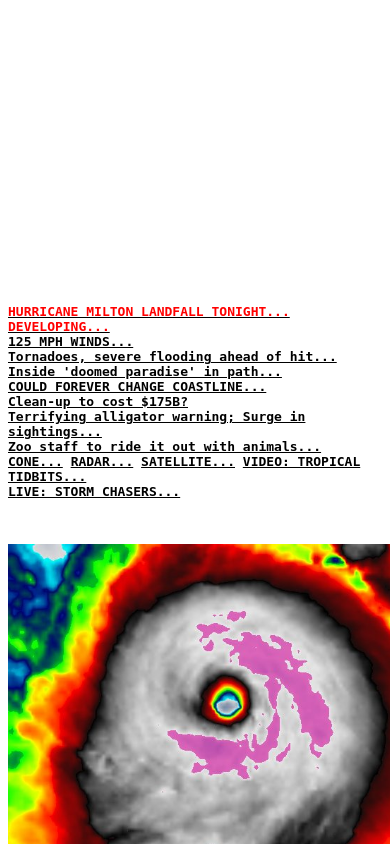 HURRICANE MILTON LANDFALL TONIGHT...
DEVELOPING...
125 MPH WINDS...
Tornadoes, severe flooding ahead of hit...
Inside 'doomed paradise' in path...
COULD FOREVER CHANGE COASTLINE...
Clean-up to cost $175B?
Terrifying alligator warning; Surge in
sightings...
Zoo staff to ride it out with animals...
CONE... RADAR... SATELLITE... VIDEO: TROPICAL
TIDBITS...
LIVE: STORM CHASERS...